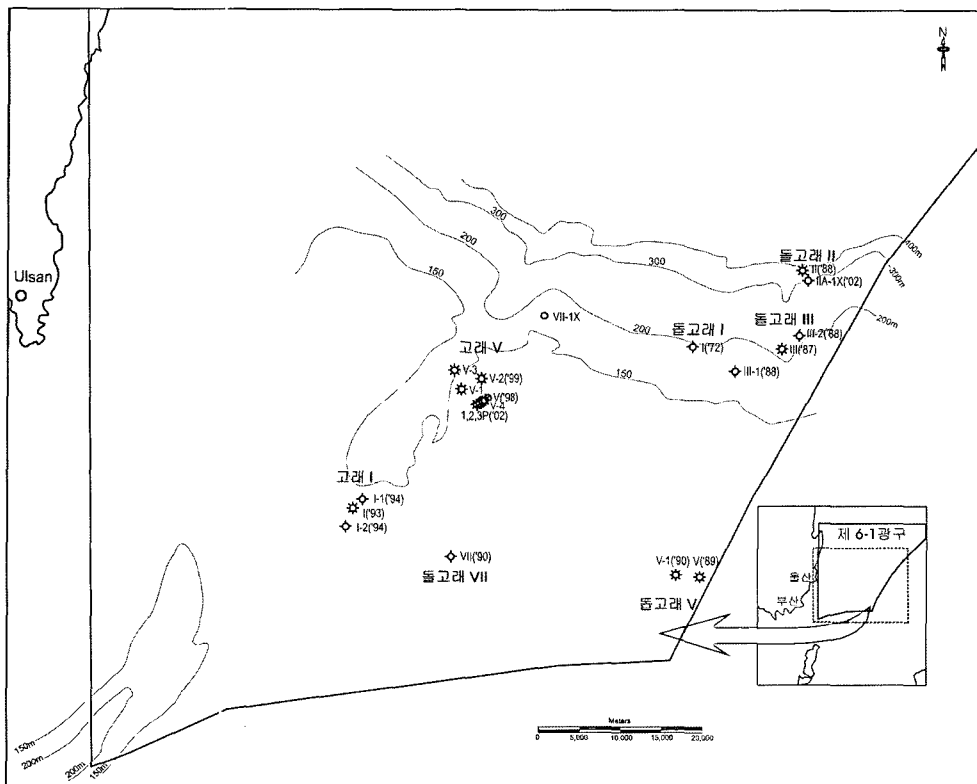 N
300
200
150
Ulsan
300
돌고래 II
II('88)
IIA-1X('02)
400m
300m
200m
VII-1X
200
돌고래 I
I('72)
돌고래 III
III-2('88)
III('87)
III-1('88)
150
고래 V
V-3
V-2('99)
V-1
V('98)
V-4
1,2,3P('02)
고래 I
I-1('94)
I('93)
I-2('94)
VII('90)
돌고래 VII
V-1('90)
V('89)
돌고래 V
제 6-1광구
울산
부산
150m
200m
200m
150m
Meters
0 5,000 10,000 15,000 20,000